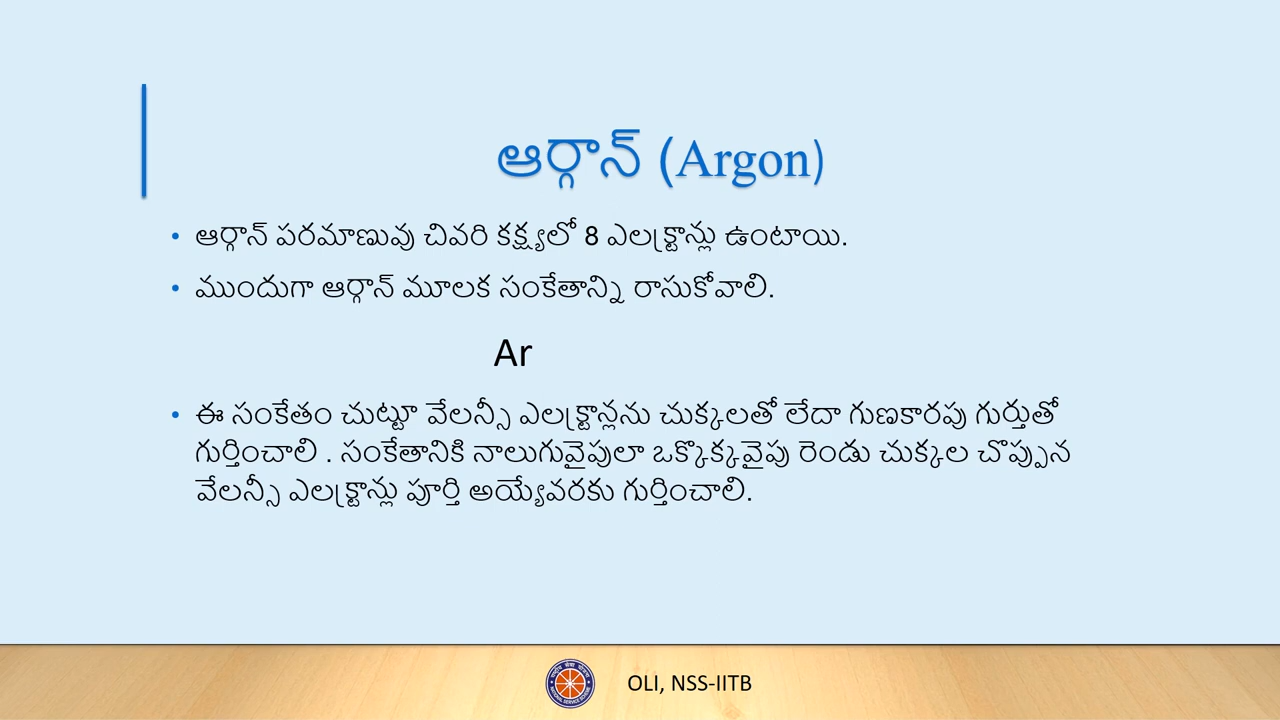 ఆర్గాన్ (Argon)
• ఆర్గాన్ పరమాణువు చివరి కక్ష్యలో 8 ఎలక్ట్రాన్లు ఉంటాయి.
• ముందుగా ఆర్గాన్ మూలక సంకేతాన్ని రాసుకోవాలి.
Ar
• ఈ సంకేతం చుట్టూ వేలన్సీ ఎలక్ట్రాన్లను చుక్కలతో లేదా గుణకారపు గుర్తుతో
గుర్తించాలి . సంకేతానికి నాలుగువైపులా ఒక్కొక్కవైపు రెండు చుక్కల చొప్పున
వేలన్సీ ఎలక్ట్రాన్లు పూర్తి అయ్యేవరకు గుర్తించాలి.
OLI, NSS-IITB